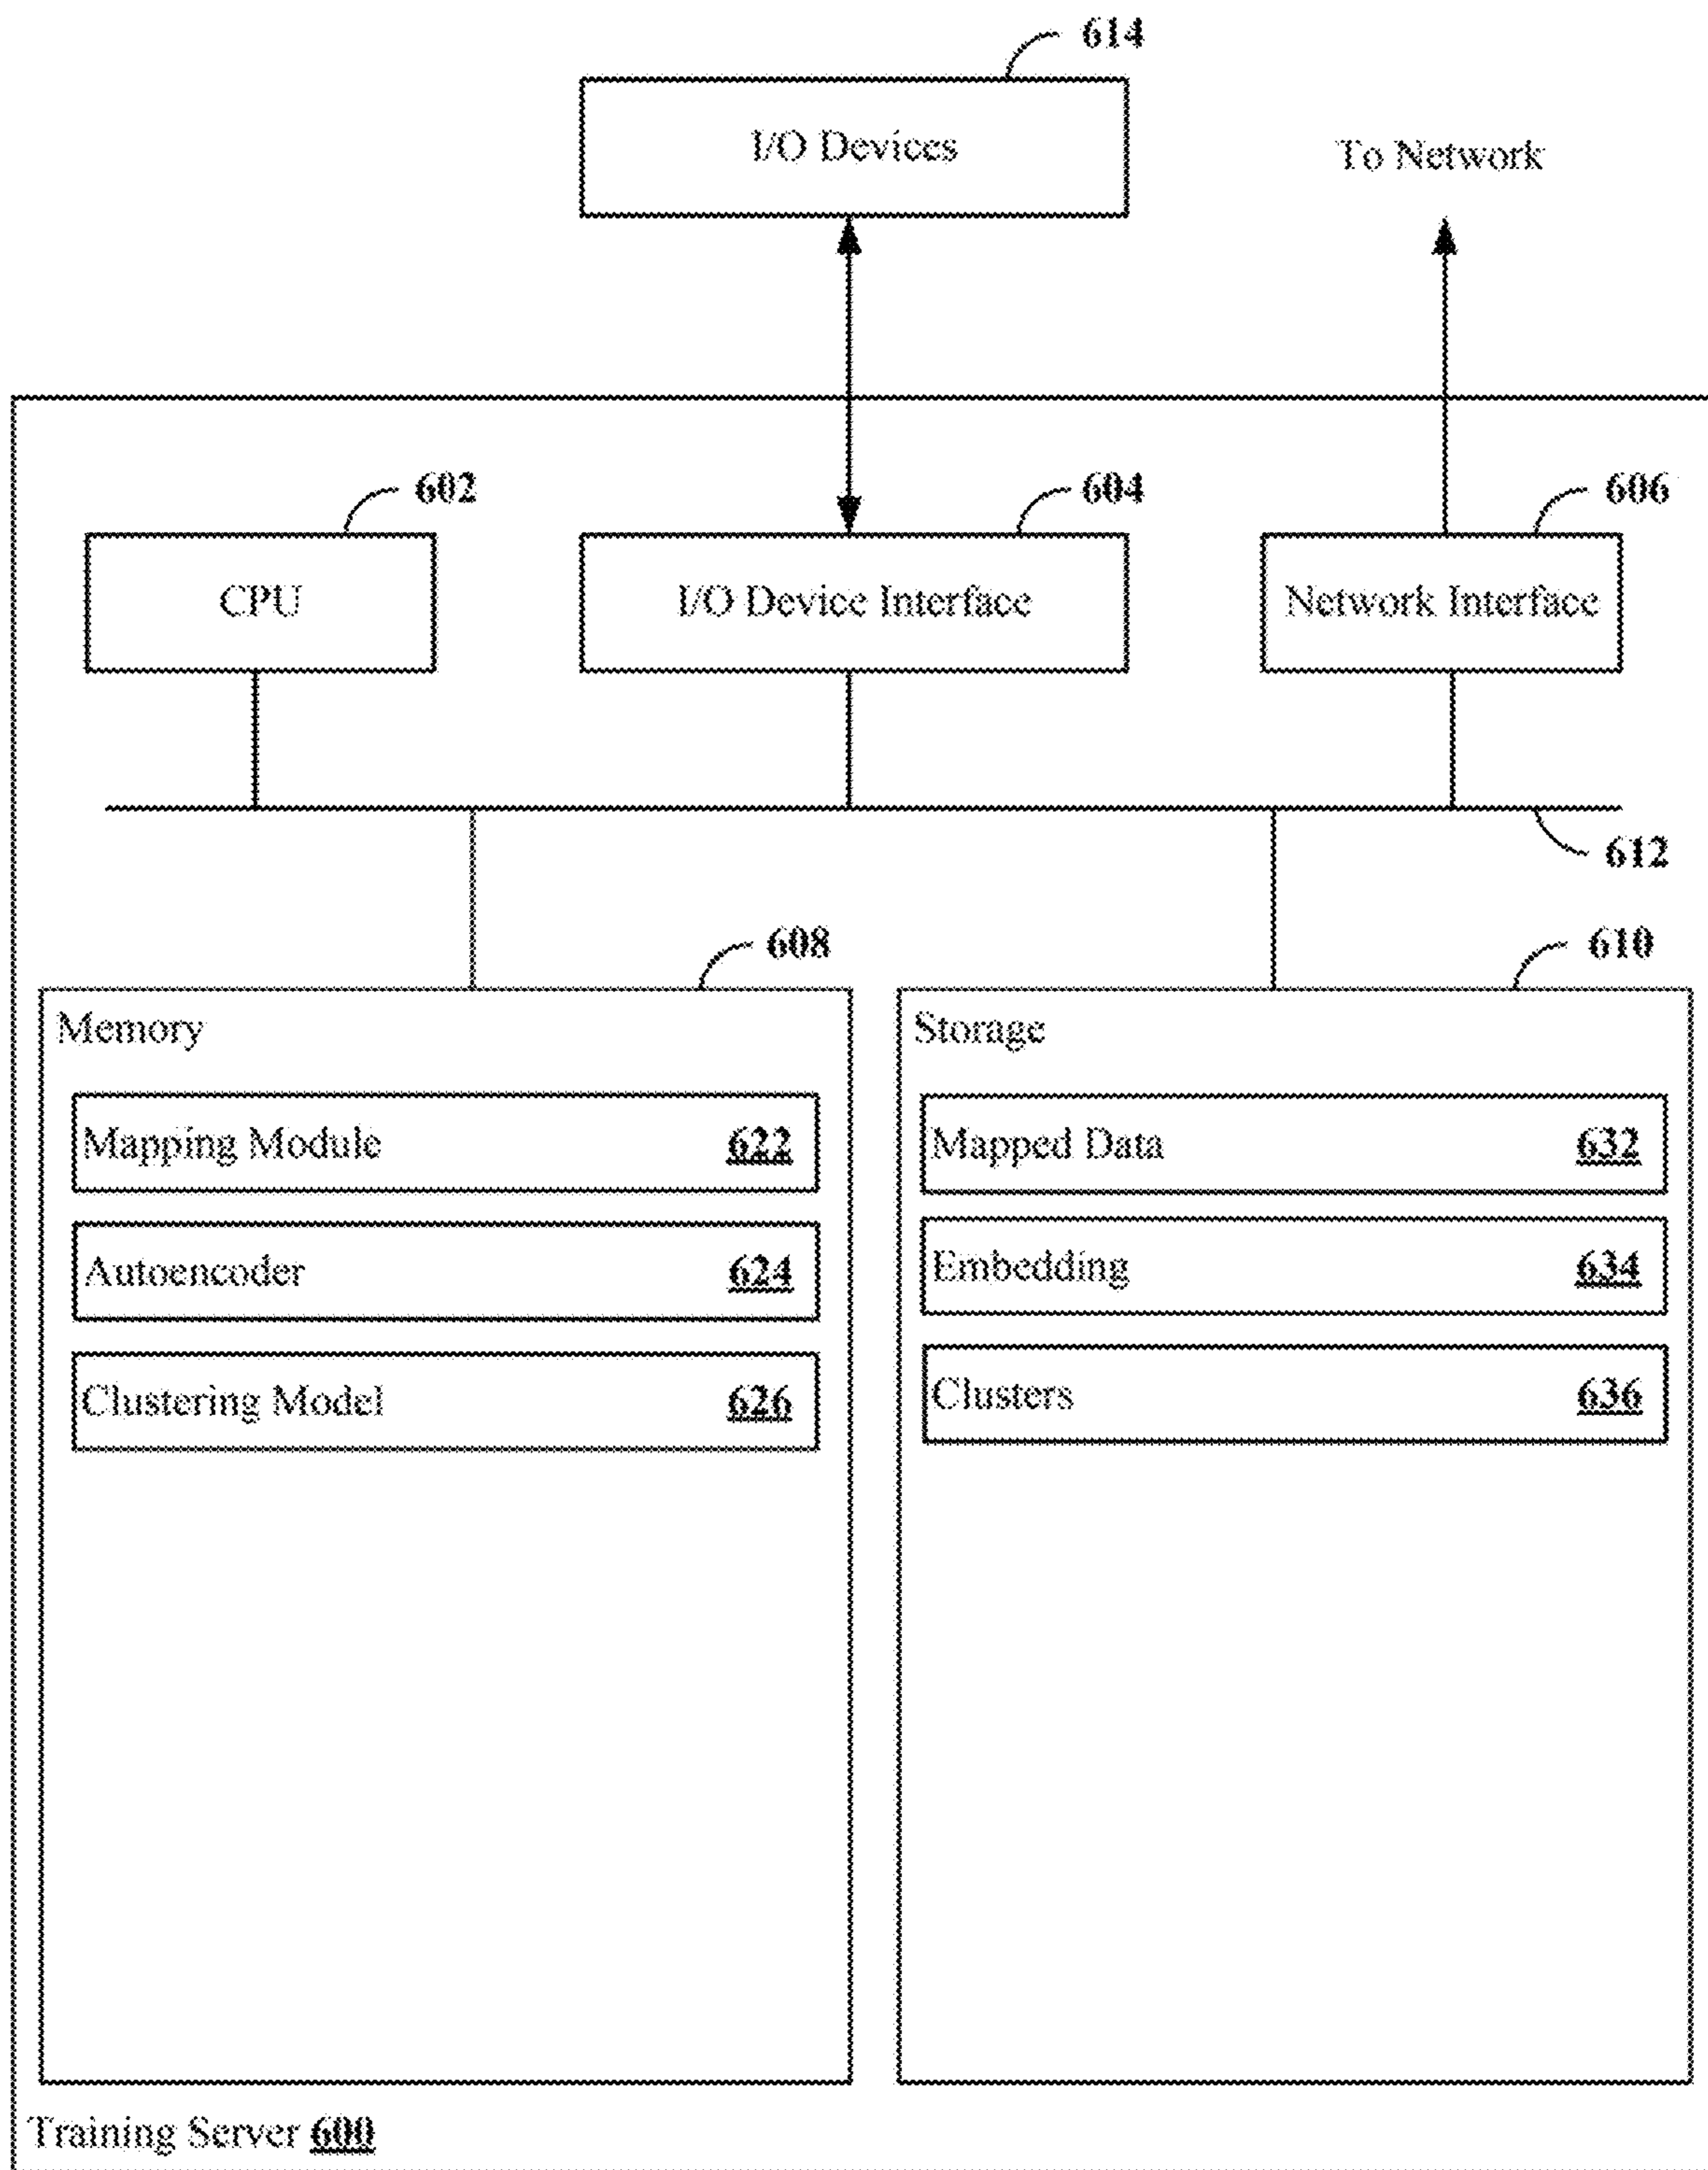 614
I/O Devices
To Network
602
604
606
CPU
I/O Device Interface
Network Interface
612
608
610
Memory
Storage
Mapping Module 622
Mapped Data 632
Autoencoder 624
Embedding 634
Clustering Model 626
Clusters 636
Training Server 600